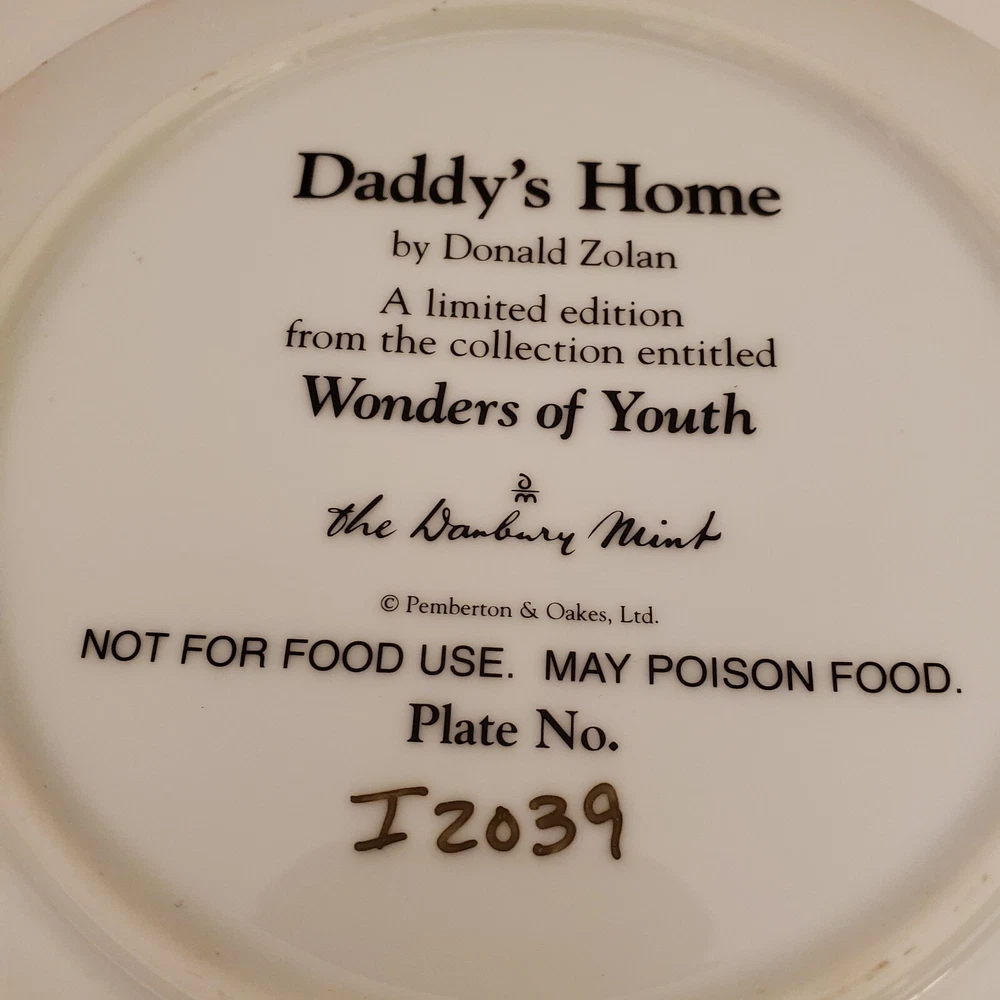 Daddy's Home
by Donald Zolan
A limited edition
from the collection entitled
Wonders of Youth
dm
the Danbury Mint
© Pemberton & Oakes, Ltd.
NOT FOR FOOD USE. MAY POISON FOOD.
Plate No.
I2039